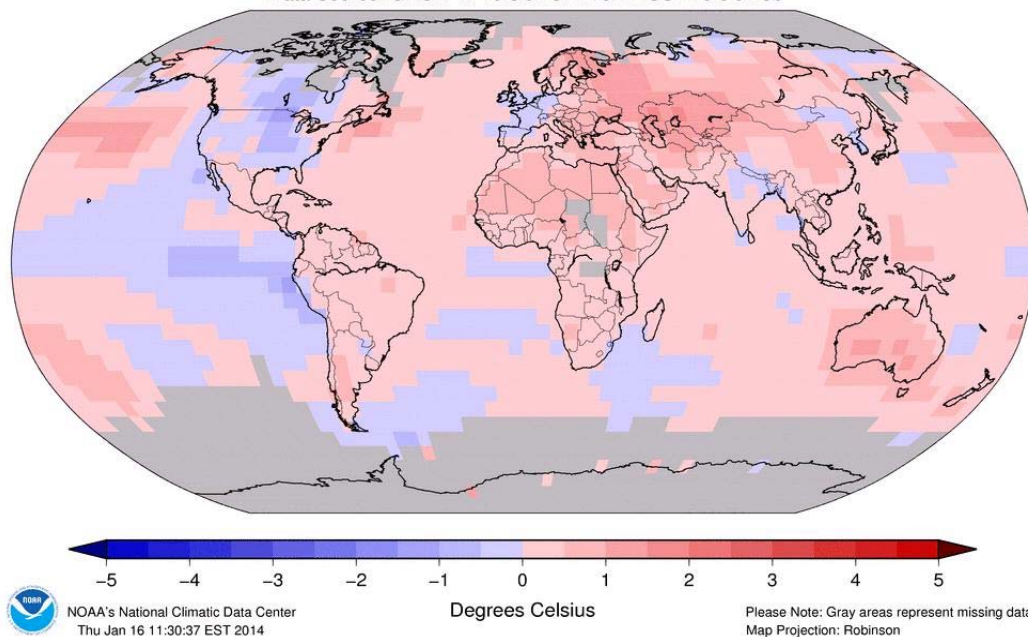 −5 −4 −3 −2 −1 0 1 2 3 4 5
NOAA
NOAA's National Climatic Data Center
Thu Jan 16 11:30:37 EST 2014
Degrees Celsius
Please Note: Gray areas represent missing data
Map Projection: Robinson